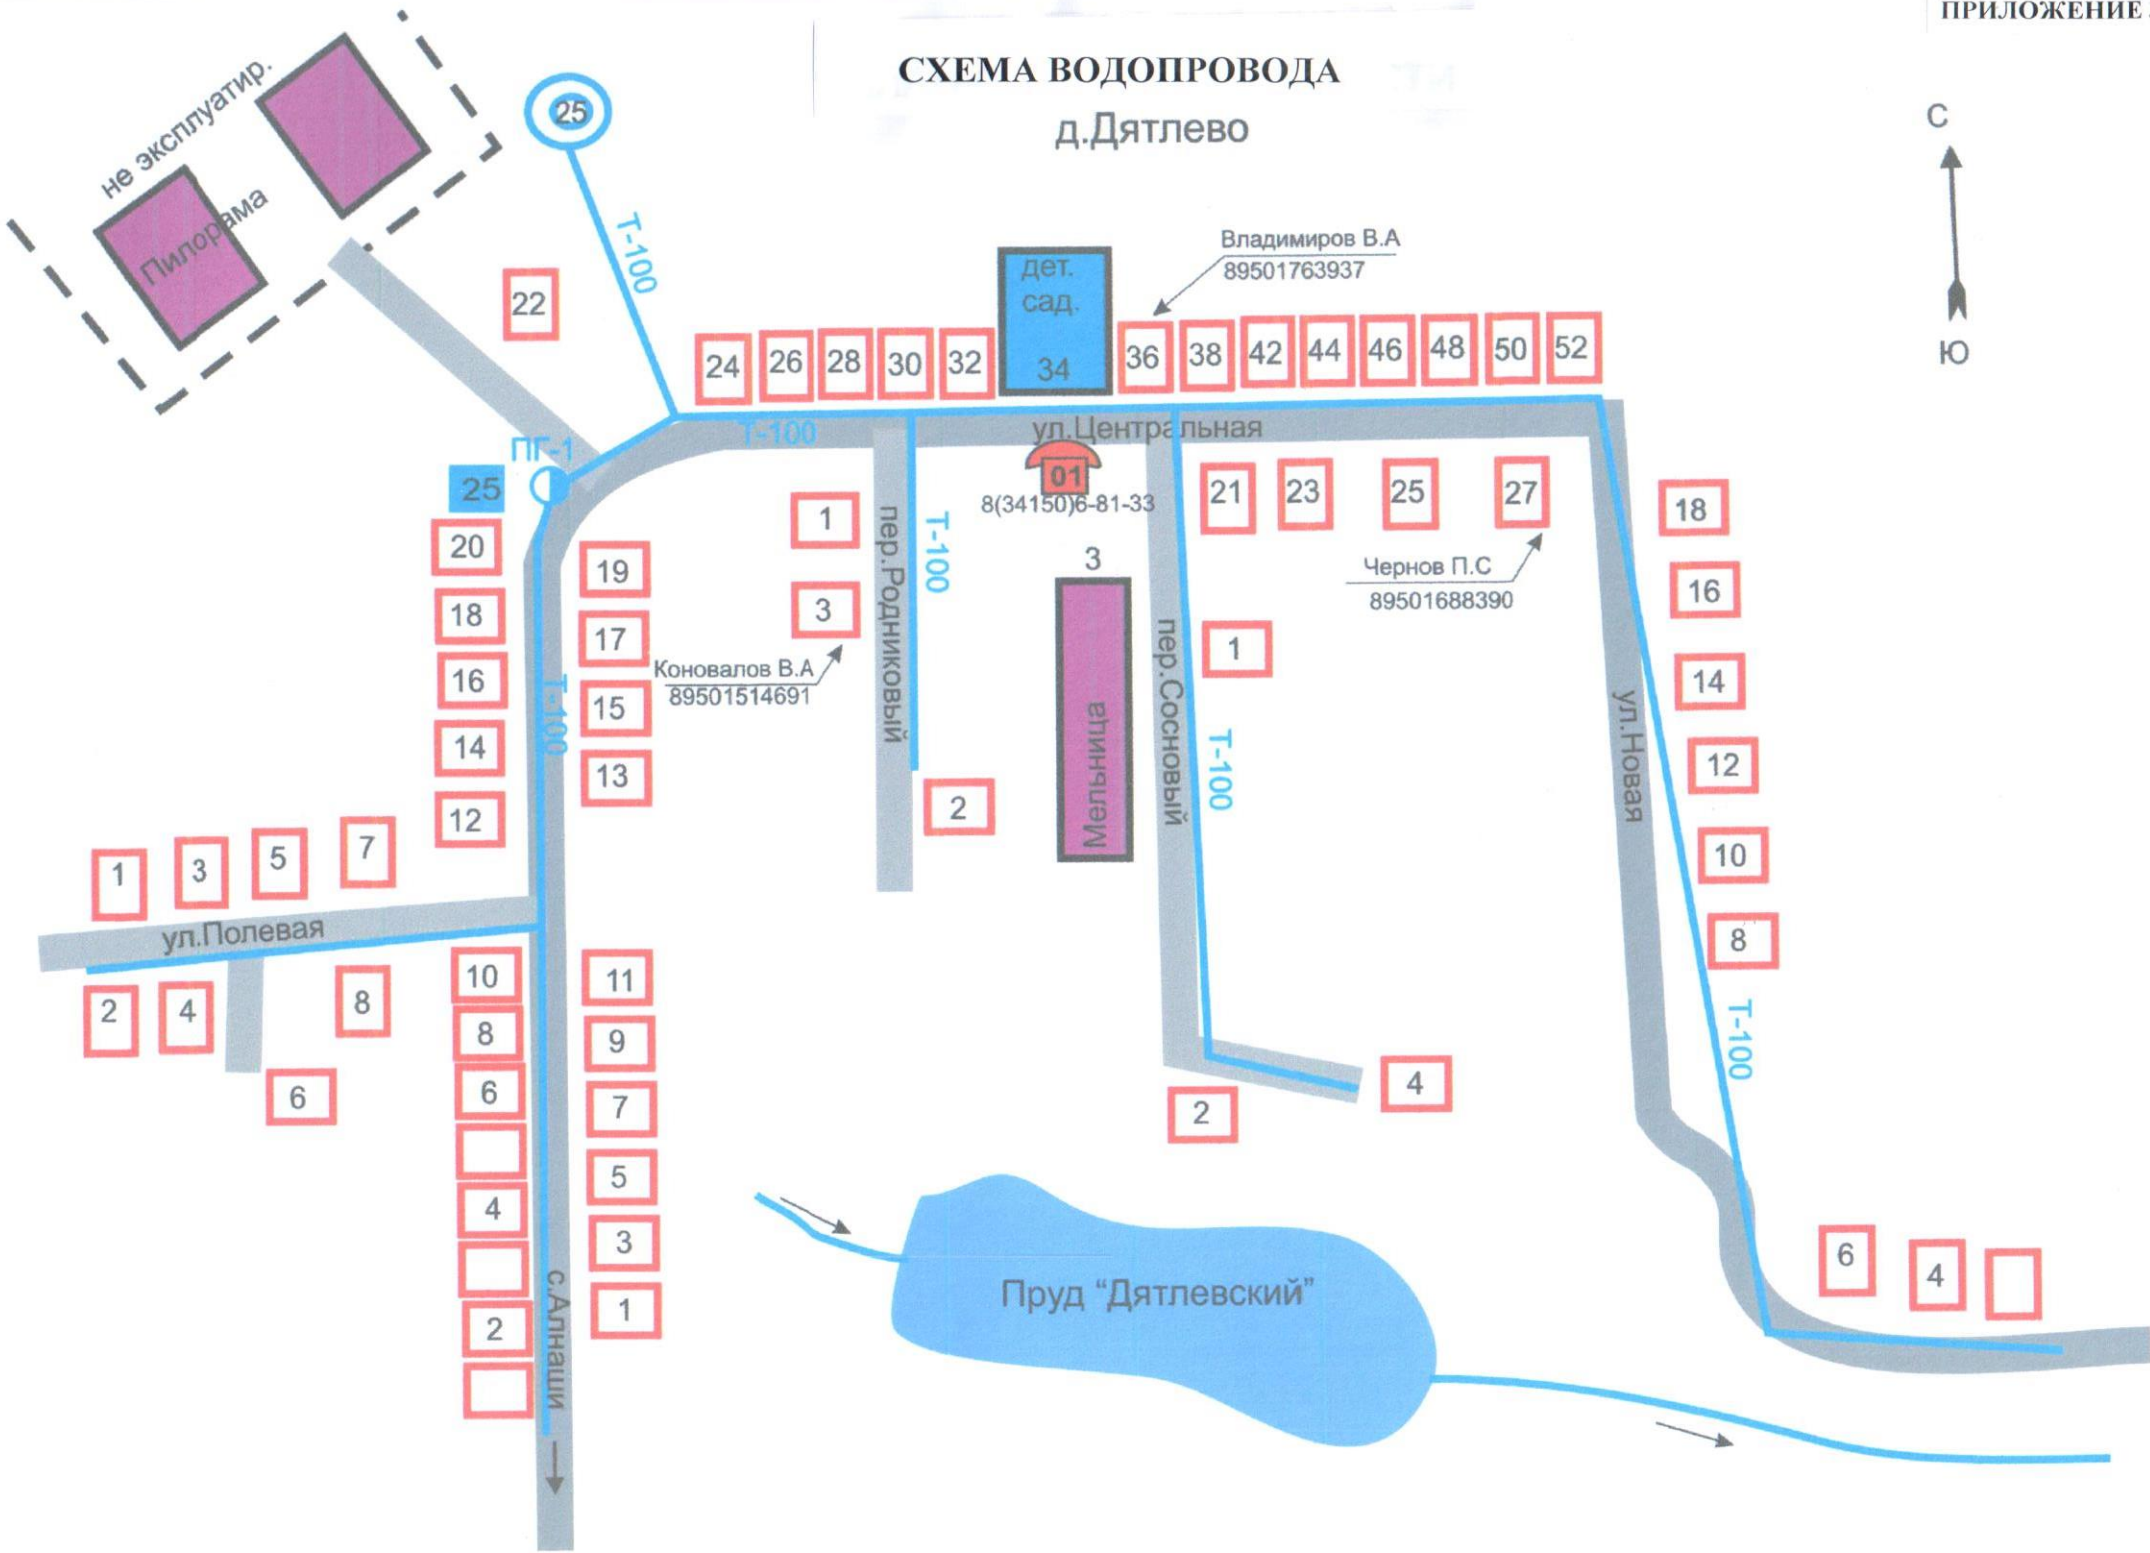 ПРИЛОЖЕНИЕ
СХЕМА ВОДОПРОВОДА
д.Дятлево
С
Ю
не эксплуатир.
Пилорама
25
Т-100
22
Владимиров В.А
89501763937
дет.
сад.
34
24 26 28 30 32
36 38 42 44 46 48 50 52
Т-100
ул.Центральная
01
8(34150)6-81-33
ПГ-1
25
20
18
16
14
12
19
17
15
13
Т-100
1
3
Коновалов В.А
89501514691
пер.Родниковый
Т-100
2
3
Мельница
пер.Сосновый
Т-100
21 23 25 27
Чернов П.С
89501688390
1
2
4
ул.Новая
18
16
14
12
10
8
Т-100
6 4
1 3 5 7
ул.Полевая
2 4 8
6
10
8
6
4
2
11
9
7
5
3
1
с.Алнаши
Пруд “Дятлевский”